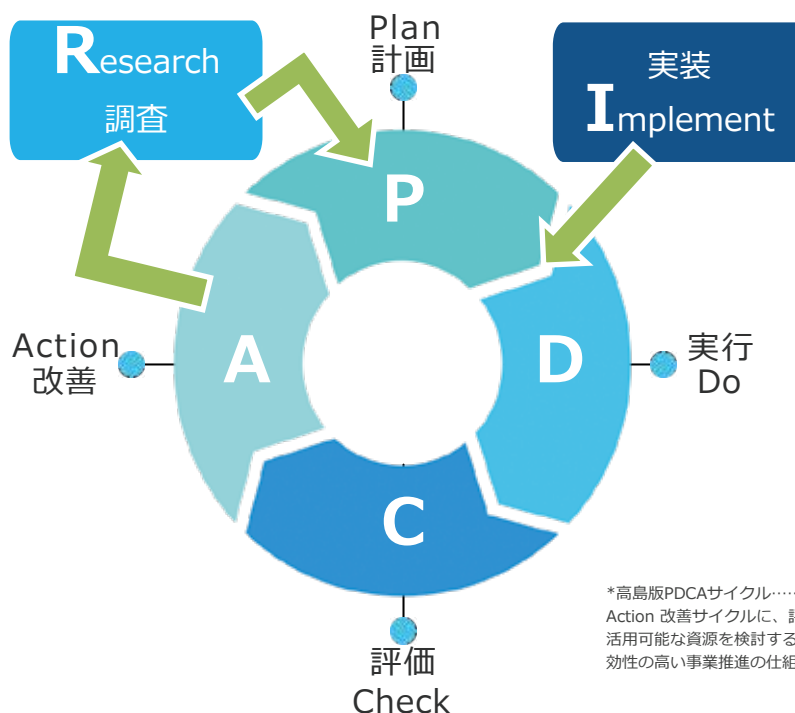 Research
調査
Plan
計画
実装
Implement
P
A
D
C
Action
改善
実行
Do
評価
Check
*高島版PDCAサイクル……
Action 改善サイクルに、
活用可能な資源を検討する
効性の高い事業推進の仕組